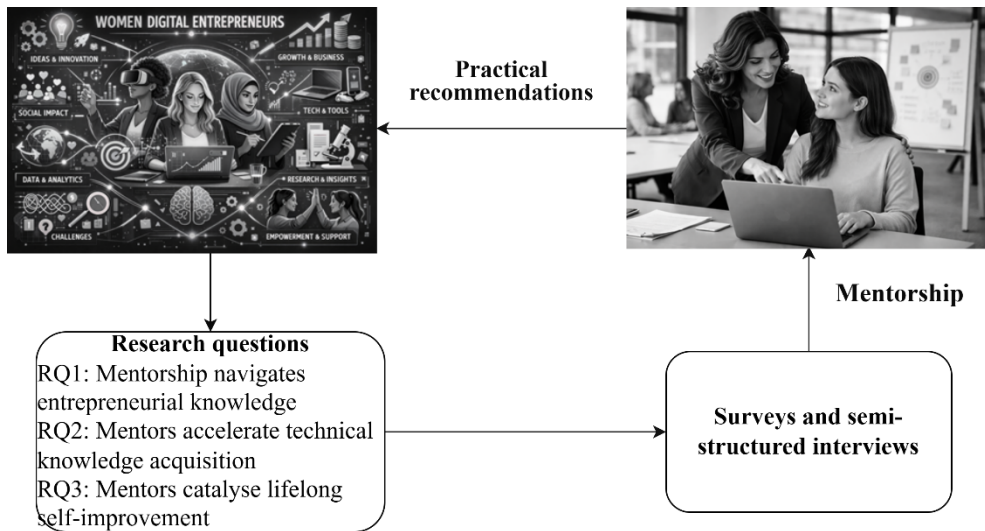 WOMEN DIGITAL ENTREPRENEURS
IDEAS & INNOVATION
GROWTH & BUSINESS
SOCIAL IMPACT
TECH & TOOLS
DATA & ANALYTICS
RESEARCH & INSIGHTS
CHALLENGES
EMPOWERMENT & SUPPORT
Practical
recommendations
Mentorship
Research questions
RQ1: Mentorship navigates
entrepreneurial knowledge
RQ2: Mentors accelerate technical
knowledge acquisition
RQ3: Mentors catalyse lifelong
self-improvement
Surveys and semi-
structured interviews